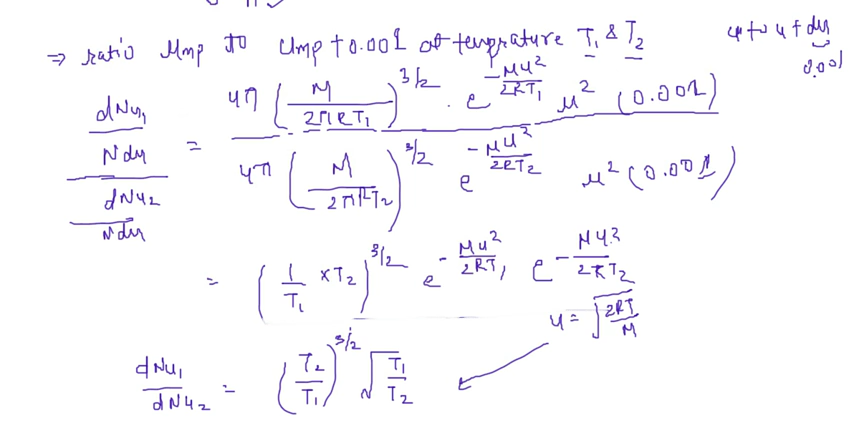 ⇒ ratio Ump to Ump + 0.001 at temprature T₁ & T₂
u to u + du
0.001
dNu₁ / Ndu / dNu₂ / Ndu = 4π (M / 2πRT₁)^3/2 · e^-Mu²/2RT₁ u² (0.001) / 4π (M / 2πRT₂)^3/2 e^-Mu²/2RT₂ u² (0.001)
= (1/T₁ × T₂)^3/2 e^-Mu²/2RT₁ e^-Mu²/2RT₂
u = √2RT/M
dNu₁ / dNu₂ = (T₂/T₁)^3/2 √T₁/T₂